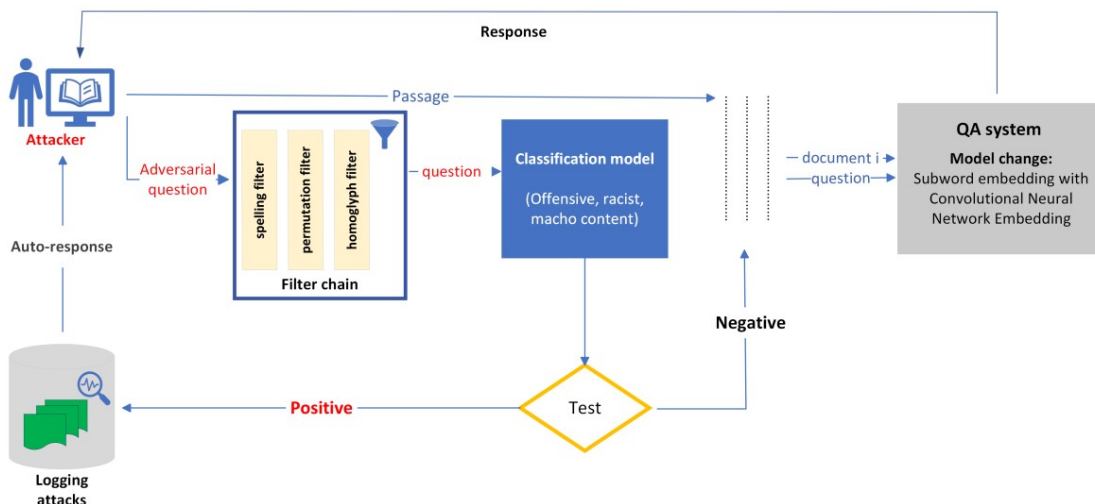 Response
Attacker
Passage
Adversarial
question
spelling filter
permutation filter
homoglyph filter
Filter chain
question
Classification model
(Offensive, racist,
macho content)
document i
question
QA system
Model change:
Subword embedding with
Convolutional Neural
Network Embedding
Auto-response
Negative
Positive
Test
Logging
attacks